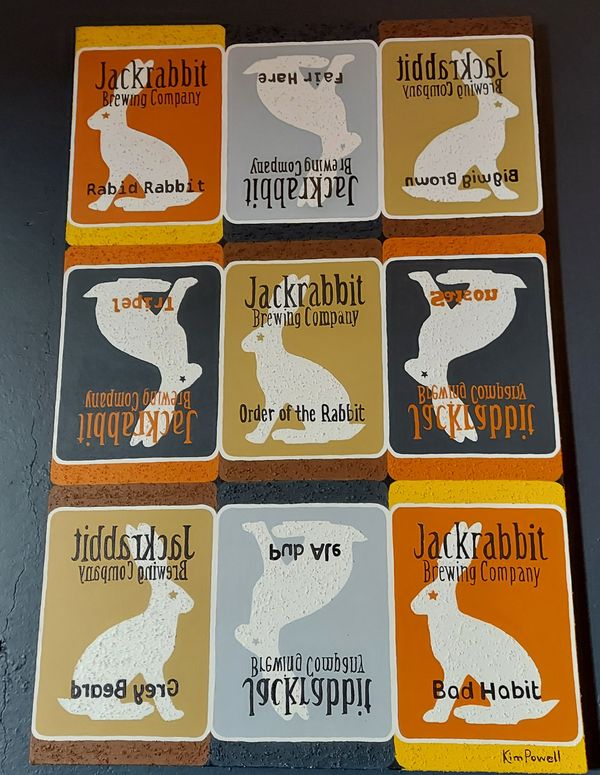 Jackrabbit
Brewing Company
Rabid Rabbit
Jackrabbit
Brewing Company
Fair Hare
Jackrabbit
Brewing Company
Bigwig Brown
Jackrabbit
Brewing Company
Tripel
Jackrabbit
Brewing Company
Order of the Rabbit
Jackrabbit
Brewing Company
Saison
Jackrabbit
Brewing Company
Grey Beard
Jackrabbit
Brewing Company
Pub Ale
Jackrabbit
Brewing Company
Bad Habit
Kim Powell